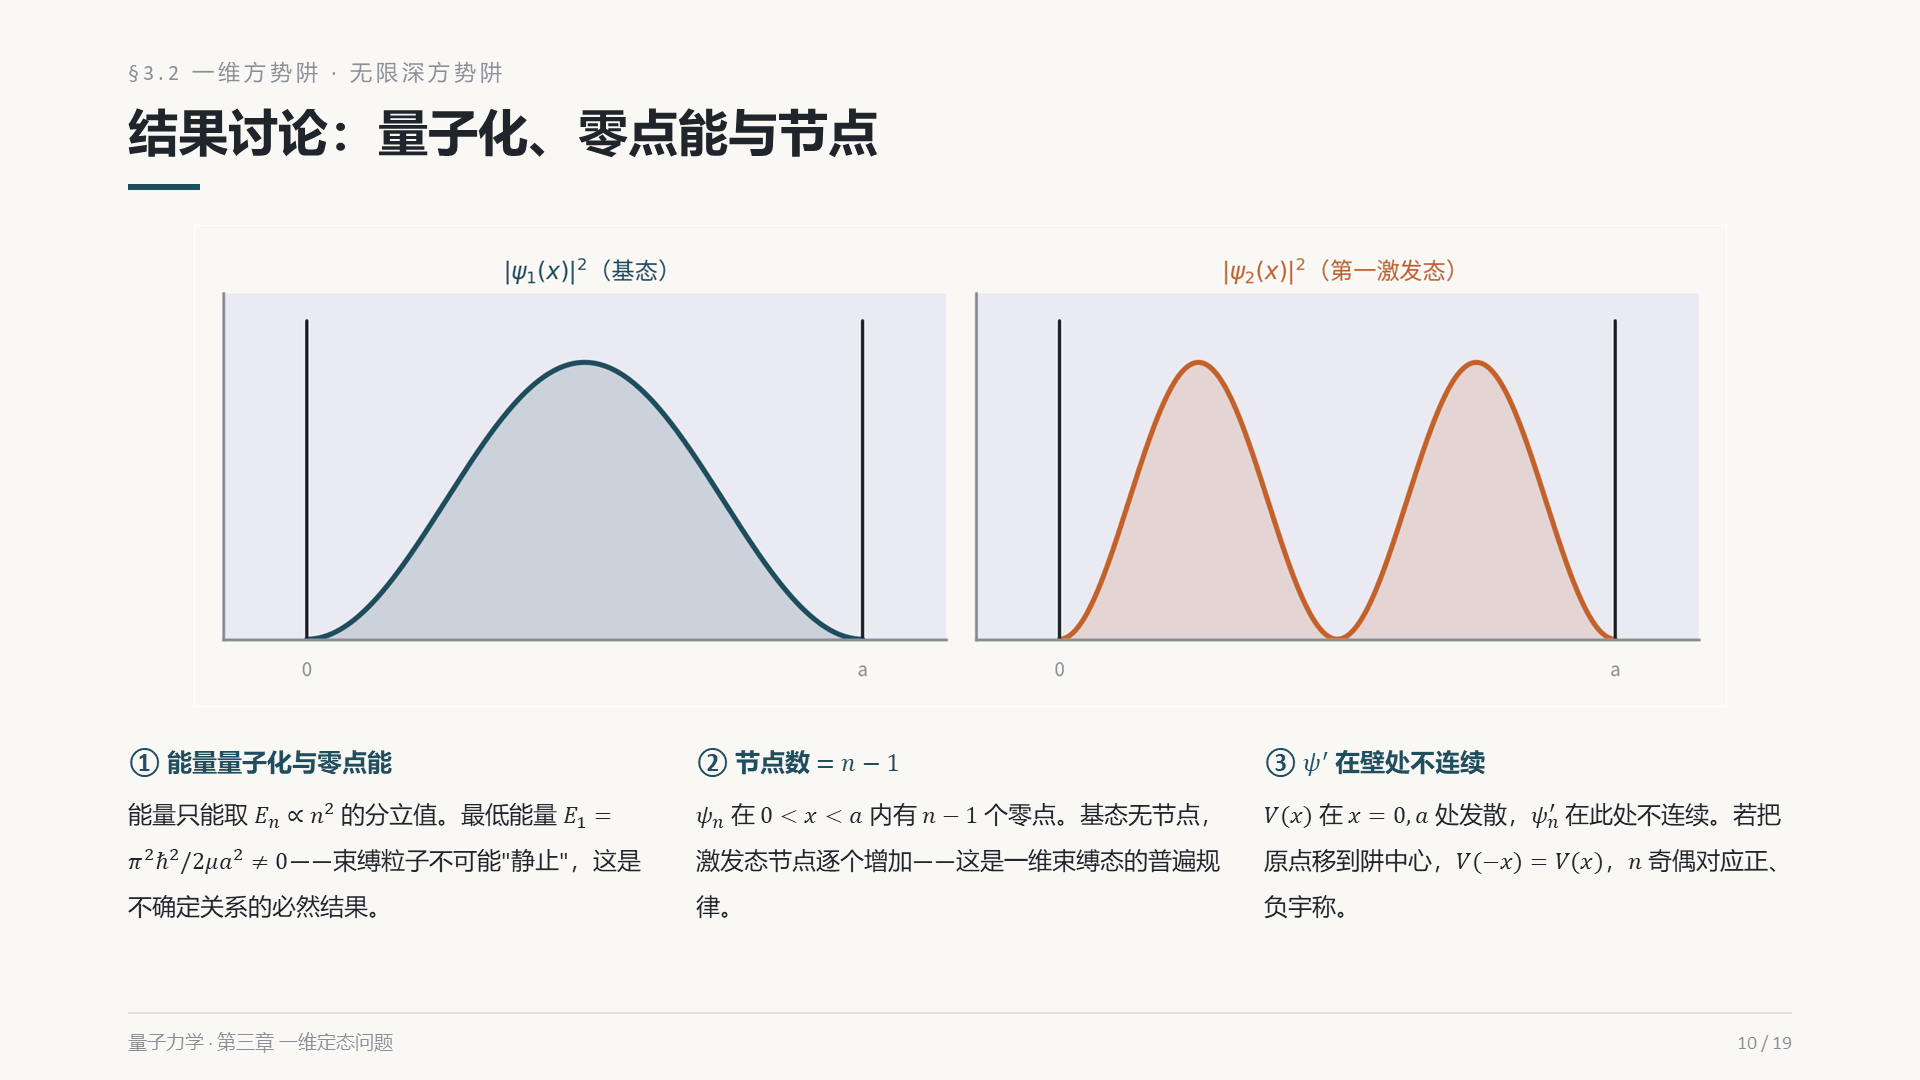 §3.2 一维方势阱 · 无限深方势阱
结果讨论：量子化、零点能与节点
|ψ₁(x)|²（基态）
|ψ₂(x)|²（第一激发态）
0
a
0
a
① 能量量子化与零点能
能量只能取 Eₙ ∝ n² 的分立值。最低能量 E₁ =
π²ħ²/2μa² ≠ 0——束缚粒子不可能"静止"，这是
不确定关系的必然结果。
② 节点数 = n − 1
ψₙ 在 0 < x < a 内有 n − 1 个零点。基态无节点，
激发态节点逐个增加——这是一维束缚态的普遍规
律。
③ ψ′ 在壁处不连续
V(x) 在 x = 0, a 处发散，ψ′ₙ 在此处不连续。若把
原点移到阱中心，V(−x) = V(x)，n 奇偶对应正、
负宇称。
量子力学 · 第三章 一维定态问题
10 / 19